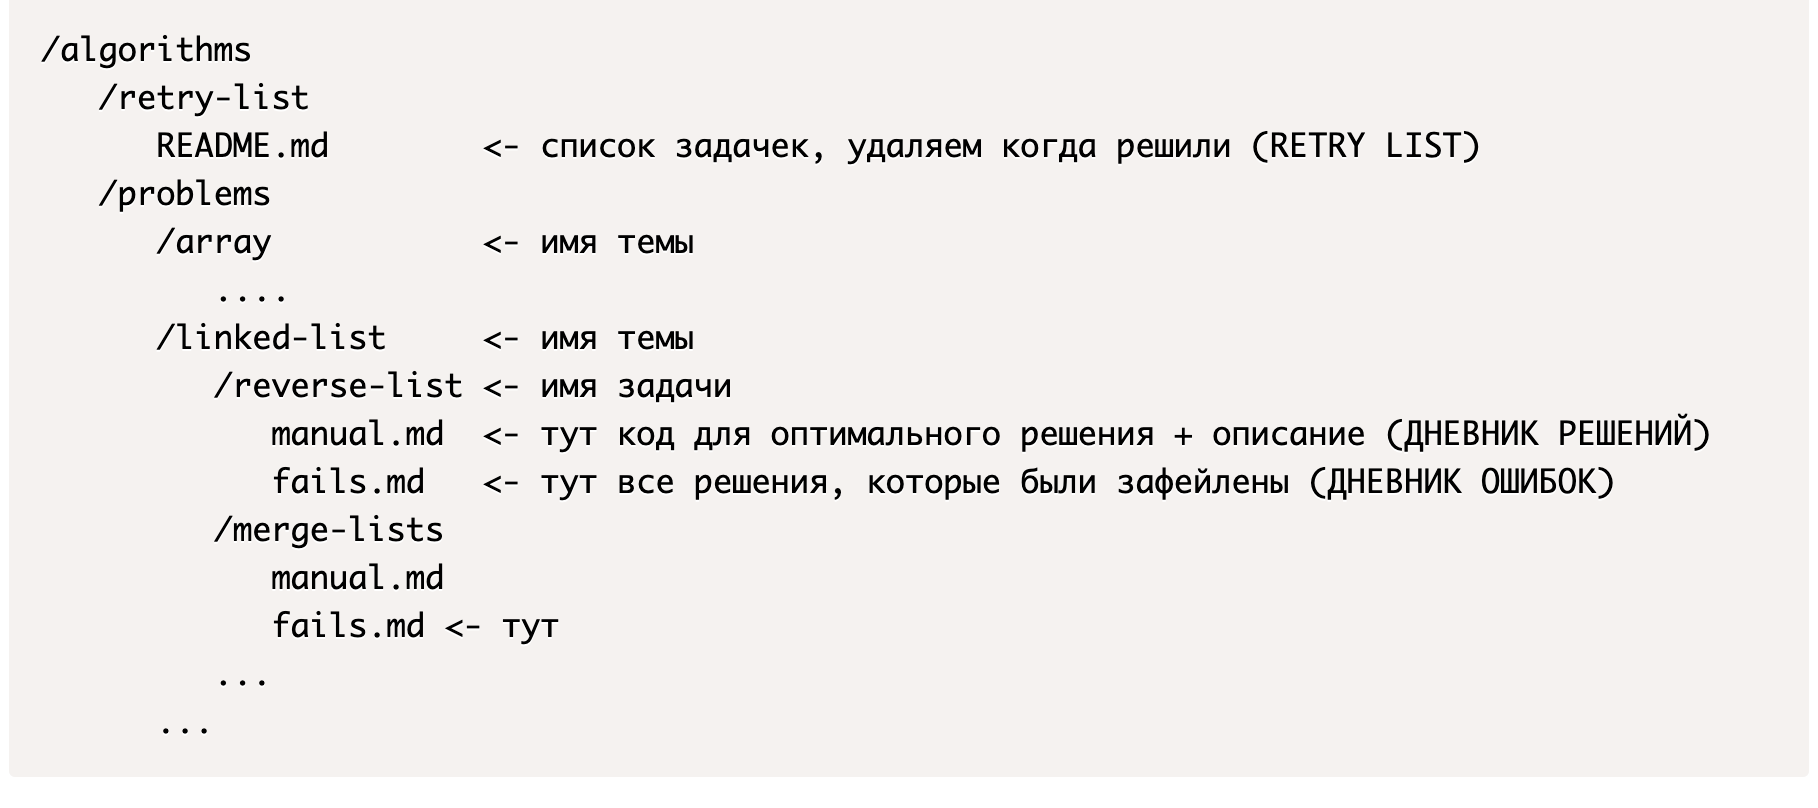 /algorithms
/retry-list
README.md <- список задачек, удаляем когда решили (RETRY LIST)
/problems
/array <- имя темы
....
/linked-list <- имя темы
/reverse-list <- имя задачи
manual.md <- тут код для оптимального решения + описание (ДНЕВНИК РЕШЕНИЙ)
fails.md <- тут все решения, которые были зафейлены (ДНЕВНИК ОШИБОК)
/merge-lists
manual.md
fails.md <- тут
...
...